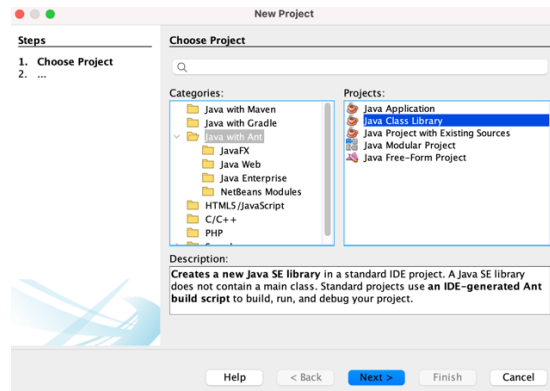 New Project
Steps
1. Choose Project
2. ...
Choose Project
Categories:
Java with Maven
Java with Gradle
Java with Ant
JavaFX
Java Web
Java Enterprise
NetBeans Modules
HTML5/JavaScript
C/C++
PHP
Projects:
Java Application
Java Class Library
Java Project with Existing Sources
Java Modular Project
Java Free-Form Project
Description:
Creates a new Java SE library in a standard IDE project. A Java SE library
does not contain a main class. Standard projects use an IDE-generated Ant
build script to build, run, and debug your project.
Help
< Back
Next >
Finish
Cancel